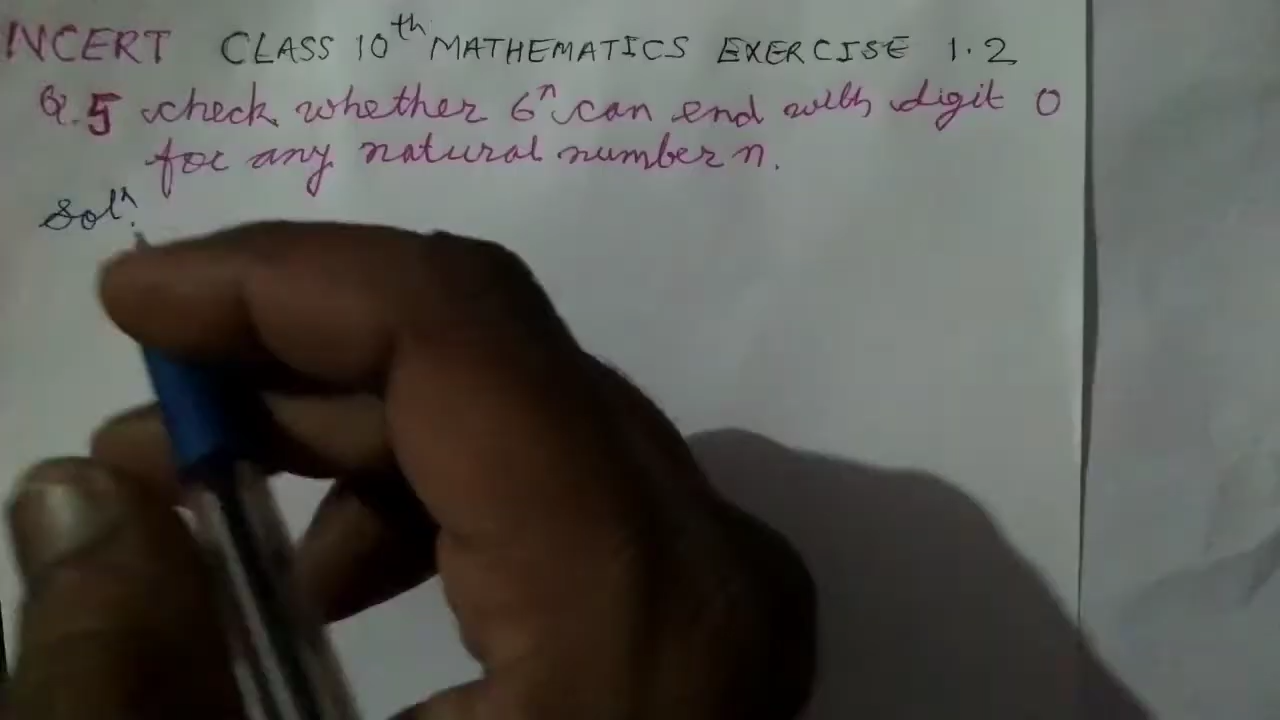 NCERT CLASS 10th MATHEMATICS EXERCISE 1.2
Q.5 check whether 6ⁿ can end with digit 0
for any natural number n.
Solⁿ.